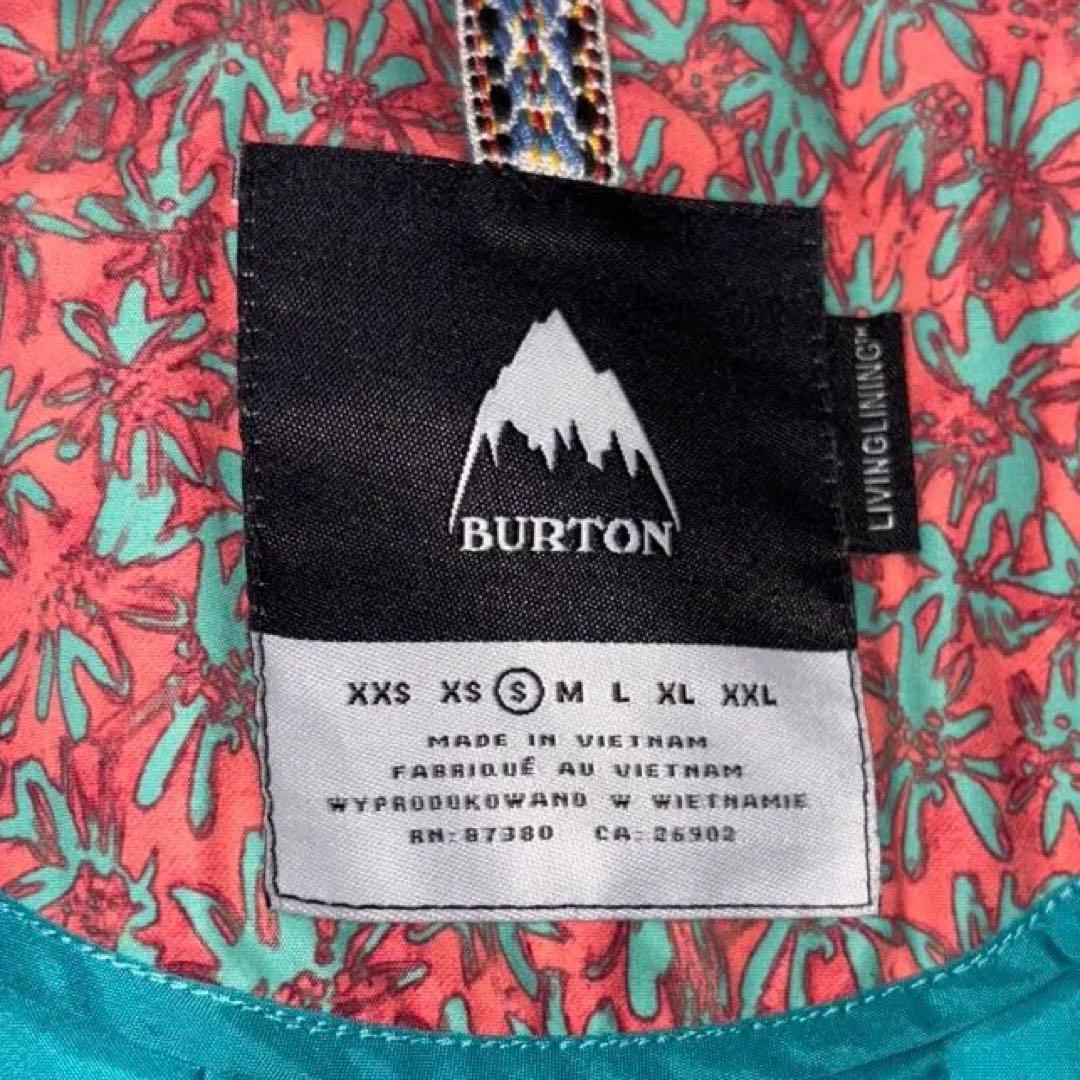 BURTON
LIVINGLINING™
XXS XS S M L XL XXL
MADE IN VIETNAM
FABRIQUÉ AU VIETNAM
WYPRODUKOWANO W WIETNAMIE
RN: 87380 CA: 26902